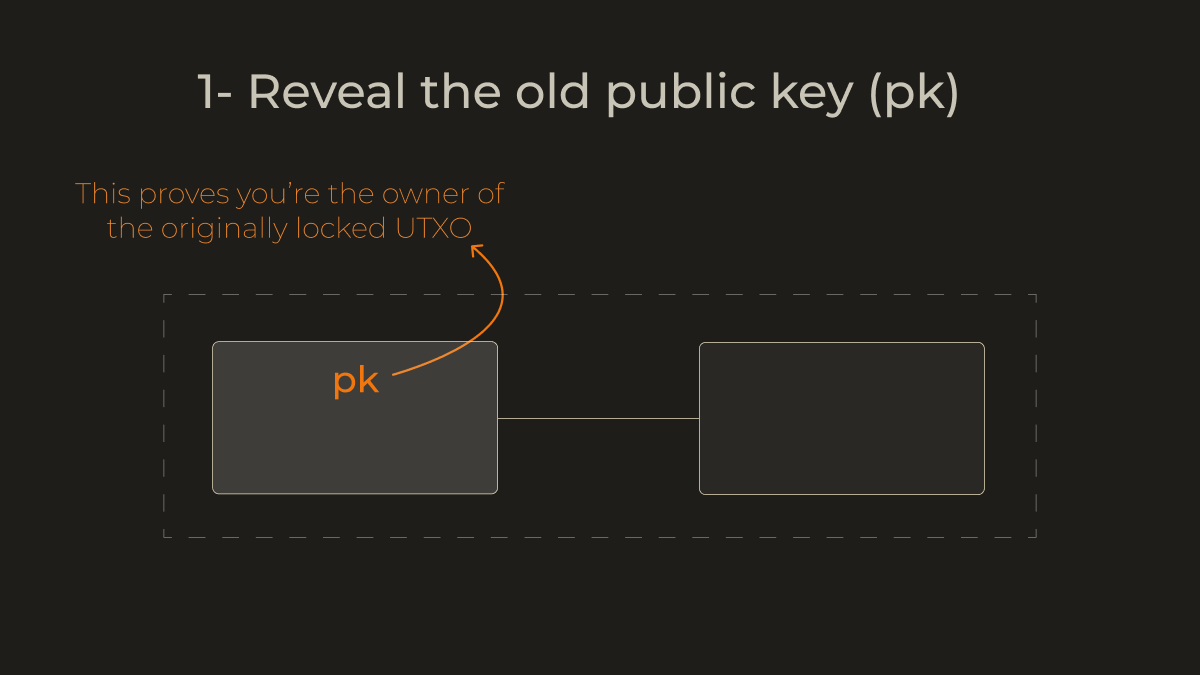 1- Reveal the old public key (pk)
This proves you’re the owner of
the originally locked UTXO
pk